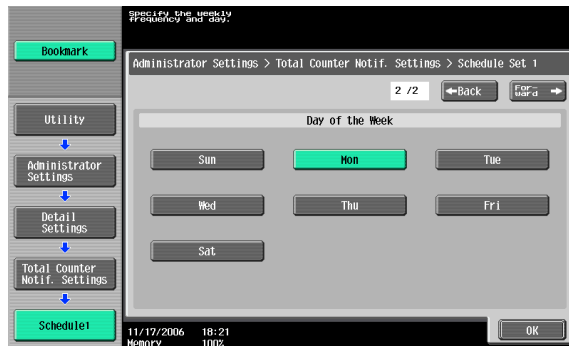 Specify the weekly
frequency and day.
Bookmark
Administrator Settings > Total Counter Notif. Settings > Schedule Set 1
2 /2
←Back
For-
ward →
Utility
Day of the Week
Sun
Mon
Tue
Administrator
Settings
Wed
Thu
Fri
Detail
Settings
Sat
Total Counter
Notif. Settings
Schedule1
11/17/2006 18:21
Memory 100%
OK